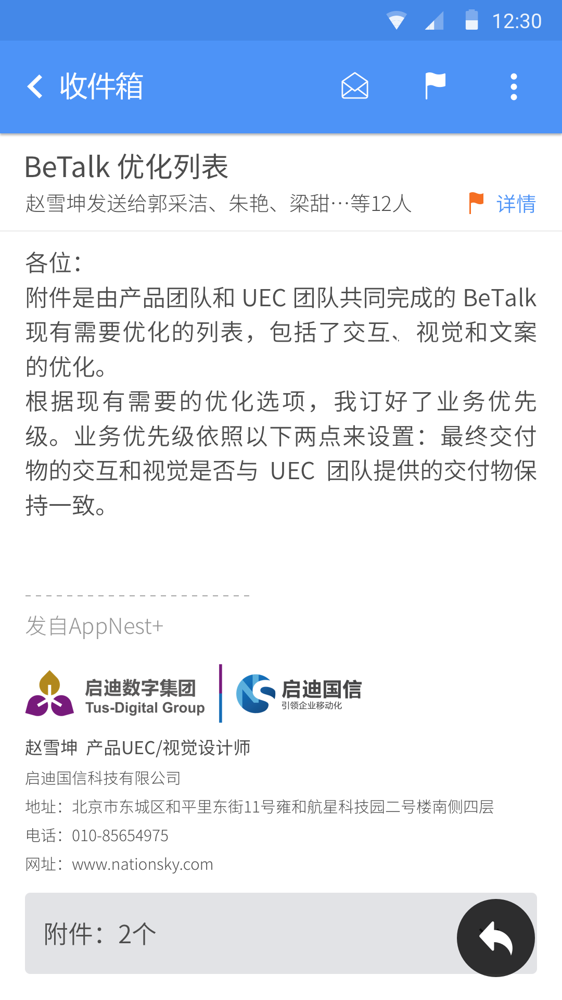 12:30
收件箱
BeTalk 优化列表
赵雪坤发送给郭采洁、朱艳、梁甜…等12人
详情
各位：
附件是由产品团队和 UEC 团队共同完成的 BeTalk
现有需要优化的列表，包括了交互、视觉和文案
的优化。
根据现有需要的优化选项，我订好了业务优先
级。业务优先级依照以下两点来设置：最终交付
物的交互和视觉是否与 UEC 团队提供的交付物保
持一致。
发自AppNest+
启迪数字集团
Tus-Digital Group
启迪国信
引领企业移动化
赵雪坤 产品UEC/视觉设计师
启迪国信科技有限公司
地址：北京市东城区和平里东街11号雍和航星科技园二号楼南侧四层
电话：010-85654975
网址：www.nationsky.com
附件：2个